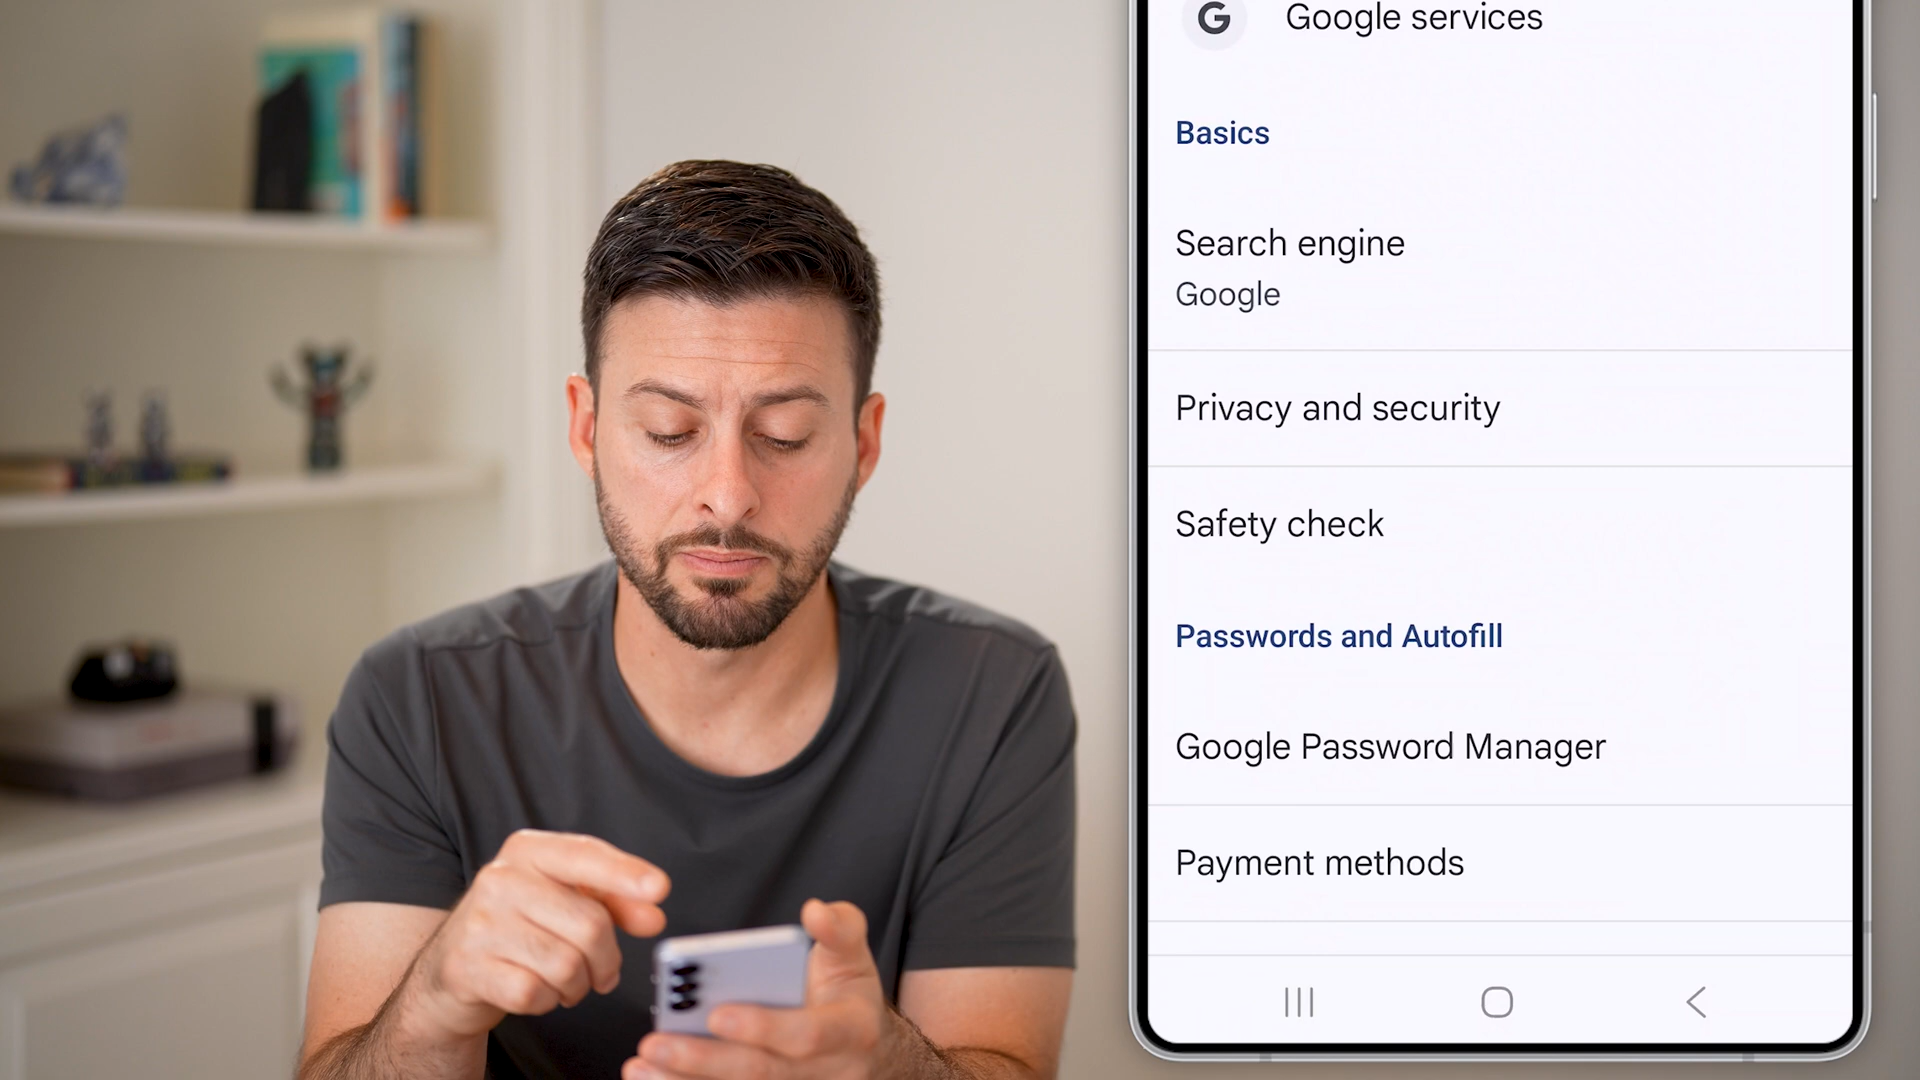 Google services
Basics
Search engine
Google
Privacy and security
Safety check
Passwords and Autofill
Google Password Manager
Payment methods